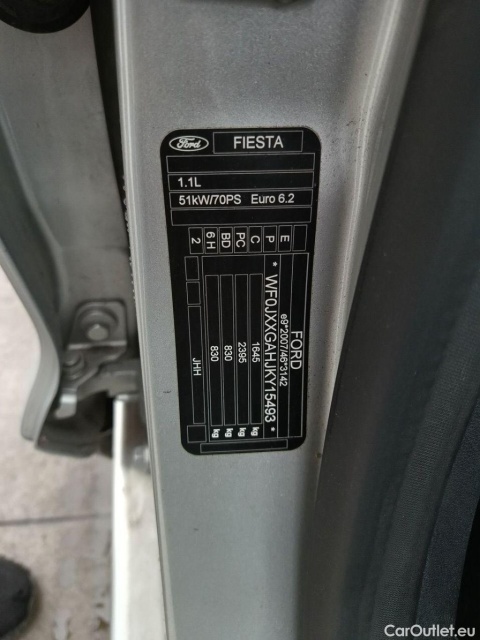 Ford FIESTA
1.1L
51kW/70PS Euro 6.2
FORD
e9*2007/46*3142
* WF0JXXGAHJKY15493 *
1645 kg
2395 kg
830 kg
830 kg
JHH
E
P
C
PC
BD
6 H
2
CarOutlet.eu